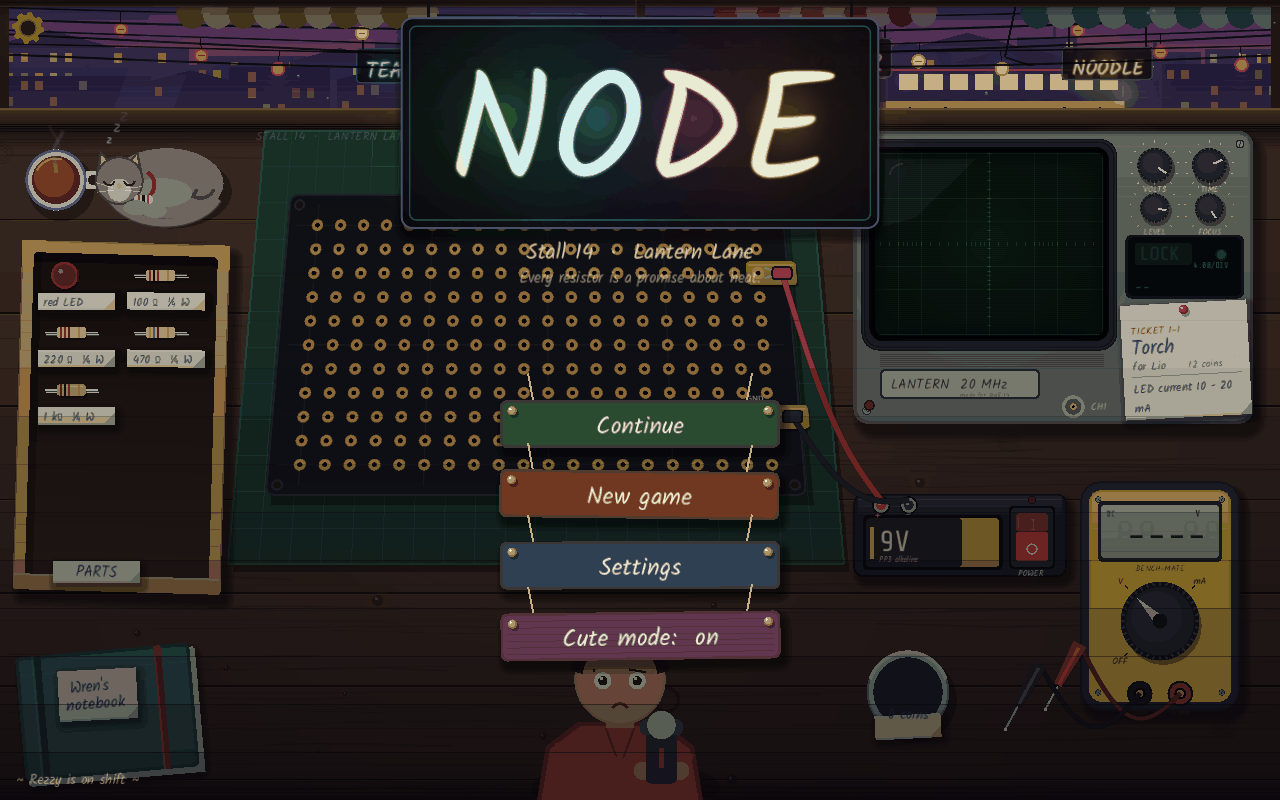 NODE
NOODLE
STALL 14 · LANTERN LA
z
z
z
Stall 14 · Lantern Lane
Every resistor is a promise about heat.
red LED
100 Ω ¼ W
220 Ω ¼ W
470 Ω ¼ W
1 kΩ ¼ W
PARTS
VOLTS
TIME
LEVEL
FOCUS
LOCK
4.00/DIV
--
LANTERN 20 MHz
CH1
TICKET 1-1
Torch
for Lio 12 coins
LED current 10 - 20
mA
Continue
New game
Settings
Cute mode: on
9V
PP3 alkaline
POWER
DC
V
----
BENCH-MATE
V
mA
OFF
Wren's
notebook
coins
~ Rezzy is on shift ~